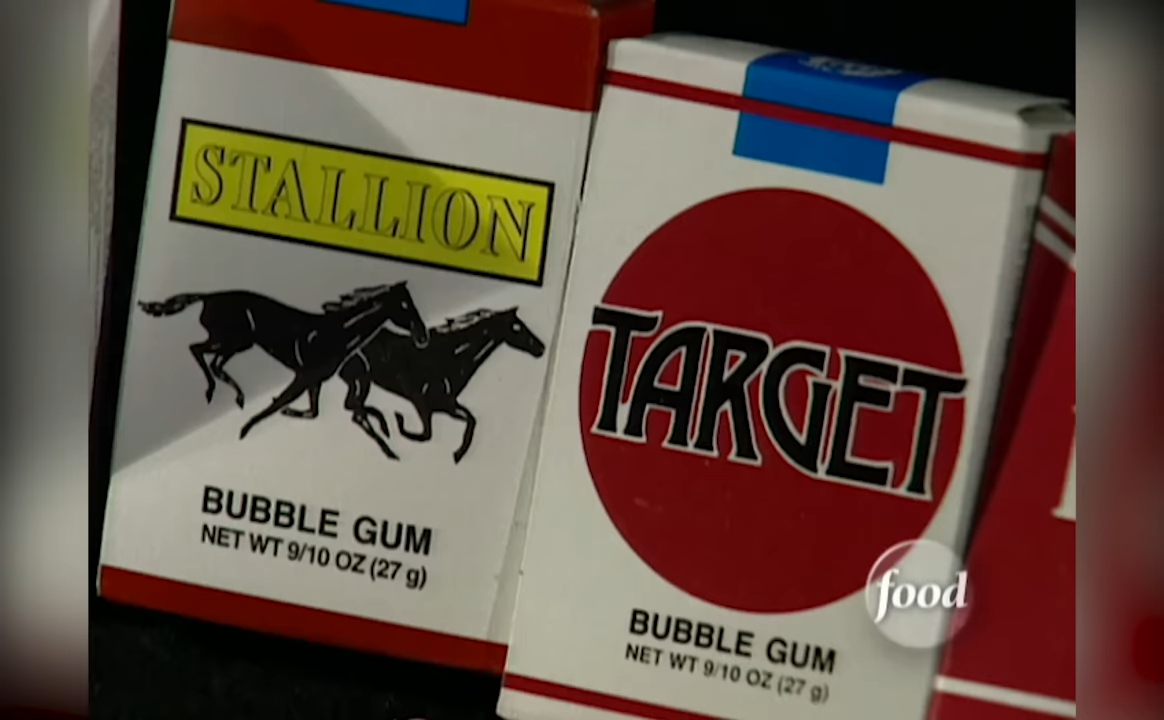 STALLION
BUBBLE GUM
NET WT 9/10 OZ (27 g)
TARGET
BUBBLE GUM
NET WT 9/10 OZ (27 g)
food